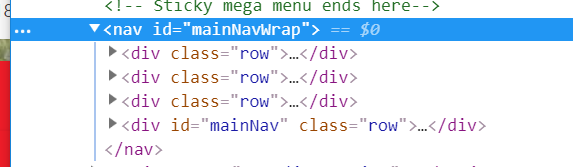 <!-- Sticky mega menu ends here-->
… ▼<nav id="mainNavWrap"> == $0
▶<div class="row">…</div>
▶<div class="row">…</div>
▶<div class="row">…</div>
▶<div id="mainNav" class="row">…</div>
</nav>